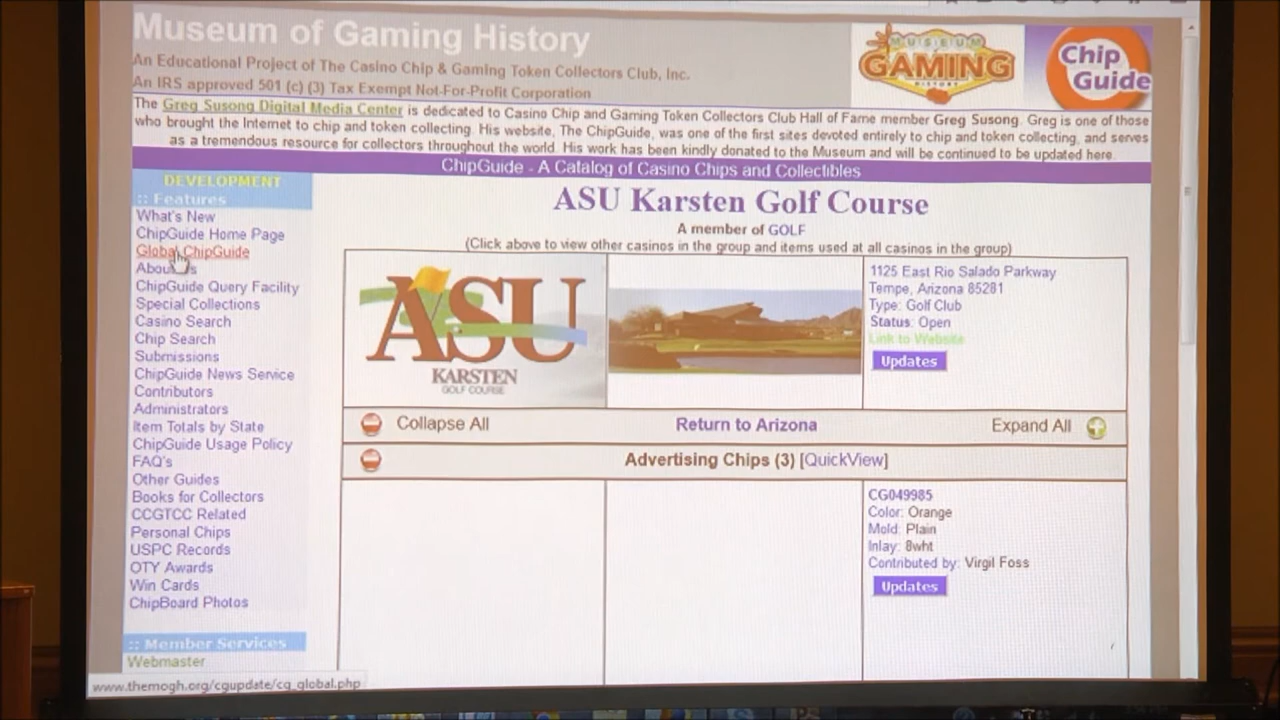 Museum of Gaming History
An Educational Project of The Casino Chip & Gaming Token Collectors Club, Inc.
An IRS approved 501 (c) (3) Tax Exempt Not-For-Profit Corporation
MUSEUM
GAMING
HISTORY
Chip
Guide
The Greg Susong Digital Media Center is dedicated to Casino Chip and Gaming Token Collectors Club Hall of Fame member Greg Susong. Greg is one of those
who brought the Internet to chip and token collecting. His website, The ChipGuide, was one of the first sites devoted entirely to chip and token collecting, and serves
as a tremendous resource for collectors throughout the world. His work has been kindly donated to the Museum and will be continued to be updated here.
ChipGuide - A Catalog of Casino Chips and Collectibles
DEVELOPMENT
:: Features
What's New
ChipGuide Home Page
Global ChipGuide
About
ChipGuide Query Facility
Special Collections
Casino Search
Chip Search
Submissions
ChipGuide News Service
Contributors
Administrators
Item Totals by State
ChipGuide Usage Policy
FAQ's
Other Guides
Books for Collectors
CCGTCC Related
Personal Chips
USPC Records
OTY Awards
Win Cards
ChipBoard Photos
:: Member Services
Webmaster
www.themogh.org/cgupdate/cg_global.php
ASU Karsten Golf Course
A member of GOLF
(Click above to view other casinos in the group and items used at all casinos in the group)
ASU
KARSTEN
GOLF COURSE
1125 East Rio Salado Parkway
Tempe, Arizona 85281
Type: Golf Club
Status: Open
Link to Website
Updates
Collapse All Return to Arizona Expand All
Advertising Chips (3) [QuickView]
CG049985
Color: Orange
Mold: Plain
Inlay: 8wht
Contributed by: Virgil Foss
Updates